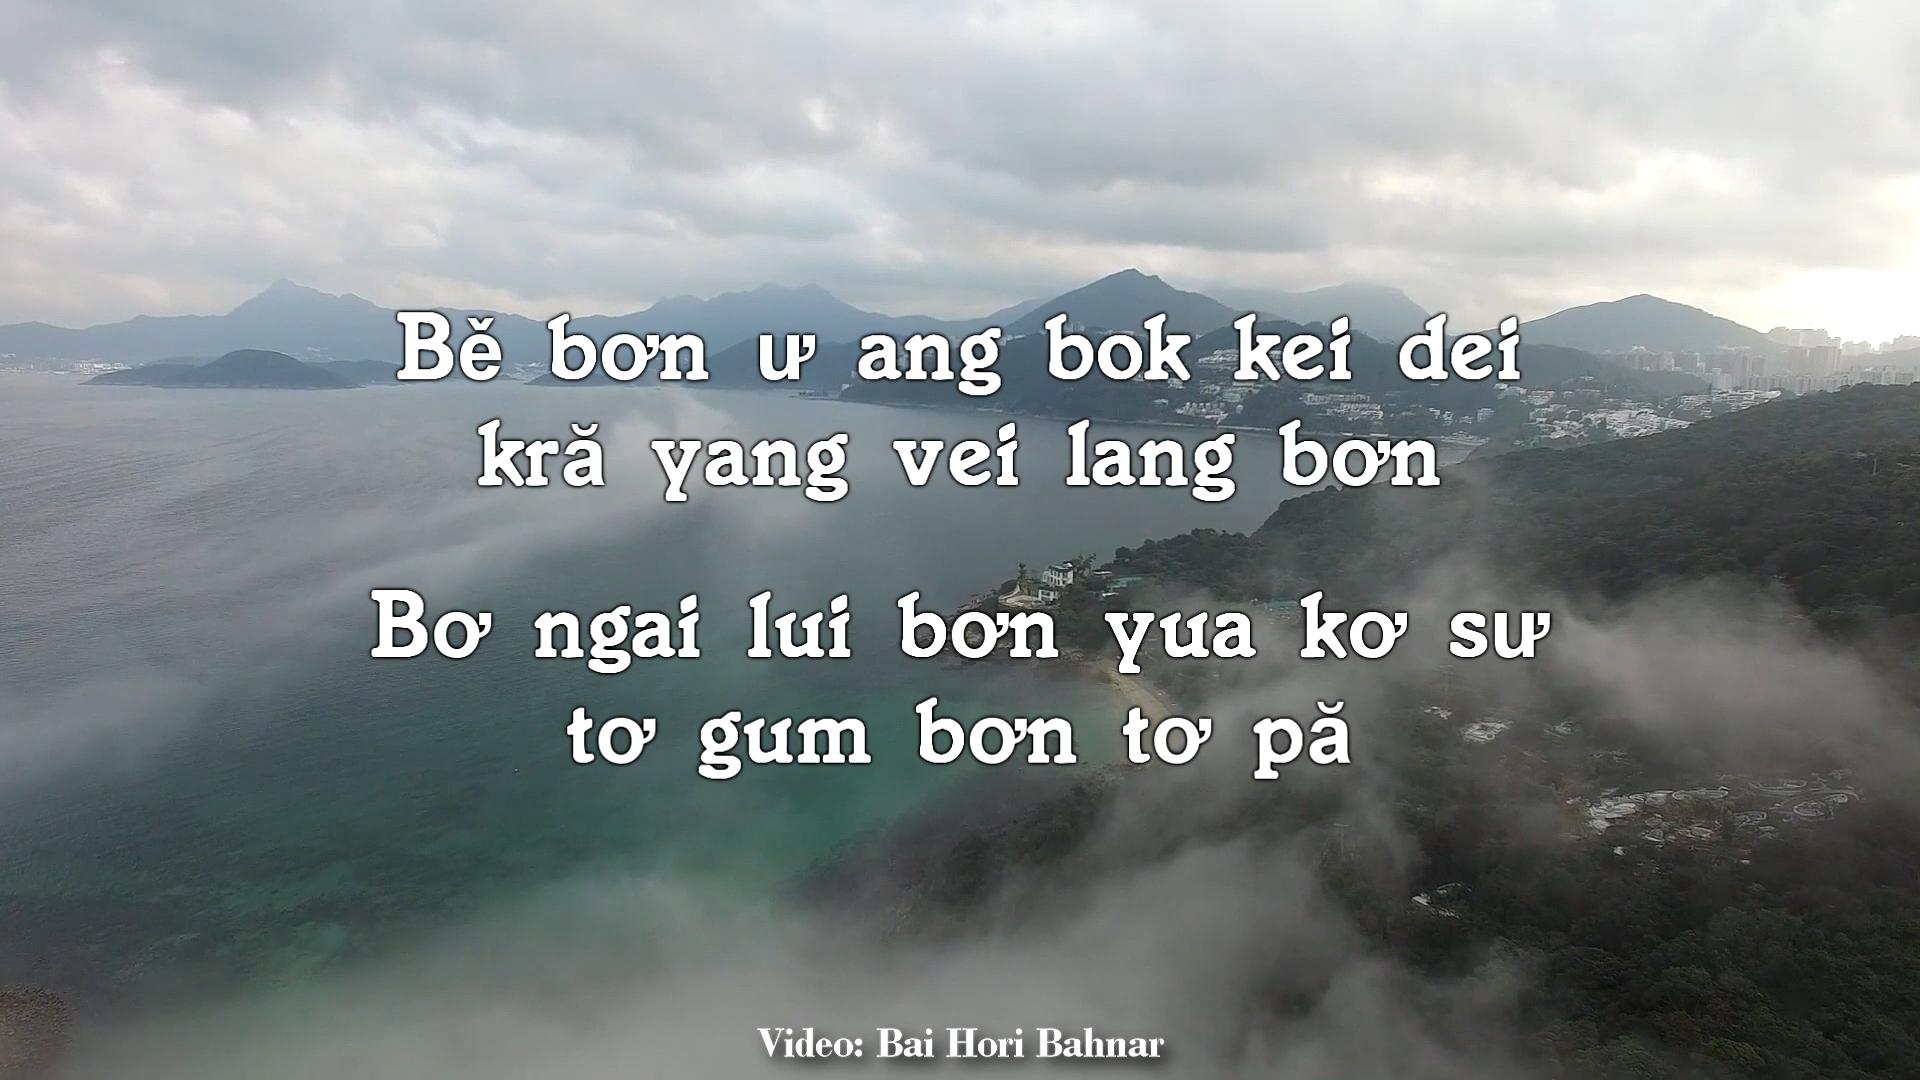 Bĕ bơn ư ang bok kei dei
kră yang vei lang bơn
Bơ ngai lui bơn yua kơ sư
tơ gum bơn tơ pă
Video: Bai Hori Bahnar